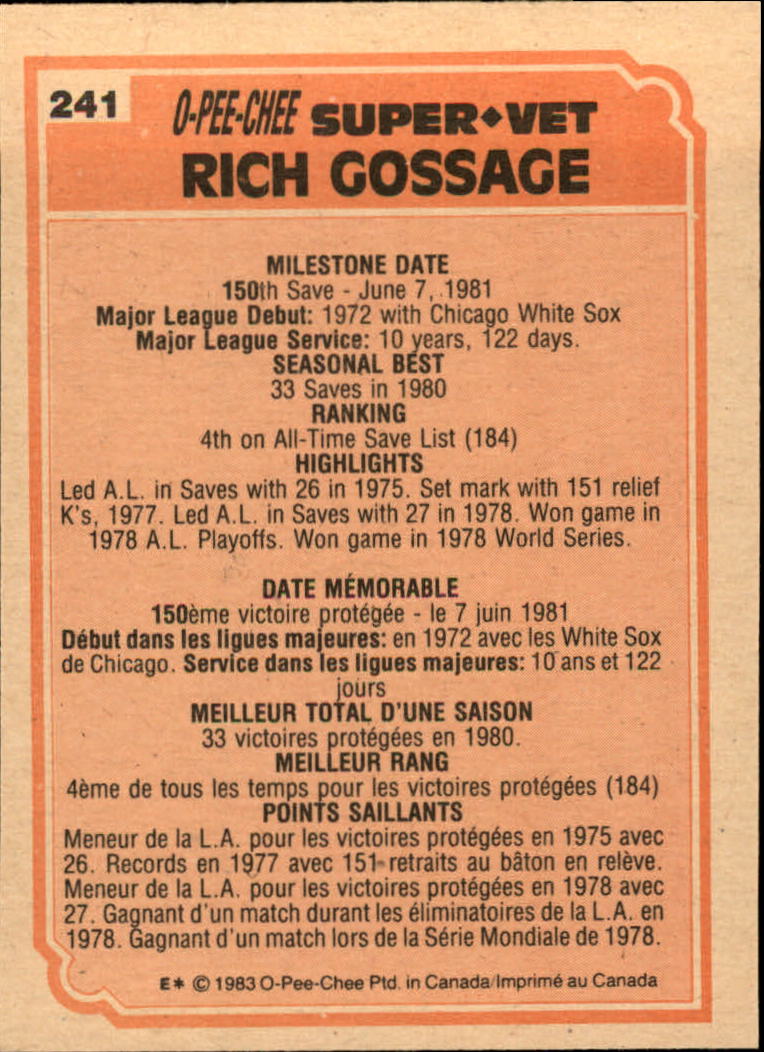 241
O-PEE-CHEE SUPER◆VET
RICH GOSSAGE
MILESTONE DATE
150th Save - June 7, 1981
Major League Debut: 1972 with Chicago White Sox
Major League Service: 10 years, 122 days.
SEASONAL BEST
33 Saves in 1980
RANKING
4th on All-Time Save List (184)
HIGHLIGHTS
Led A.L. in Saves with 26 in 1975. Set mark with 151 relief
K's, 1977. Led A.L. in Saves with 27 in 1978. Won game in
1978 A.L. Playoffs. Won game in 1978 World Series.
DATE MÉMORABLE
150ème victoire protégée - le 7 juin 1981
Début dans les ligues majeures: en 1972 avec les White Sox
de Chicago. Service dans les ligues majeures: 10 ans et 122
jours
MEILLEUR TOTAL D'UNE SAISON
33 victoires protégées en 1980.
MEILLEUR RANG
4ème de tous les temps pour les victoires protégées (184)
POINTS SAILLANTS
Meneur de la L.A. pour les victoires protégées en 1975 avec
26. Records en 1977 avec 151 retraits au bâton en relève.
Meneur de la L.A. pour les victoires protégées en 1978 avec
27. Gagnant d'un match durant les éliminatoires de la L.A. en
1978. Gagnant d'un match lors de la Série Mondiale de 1978.
E* © 1983 O-Pee-Chee Ptd. in Canada/Imprimé au Canada